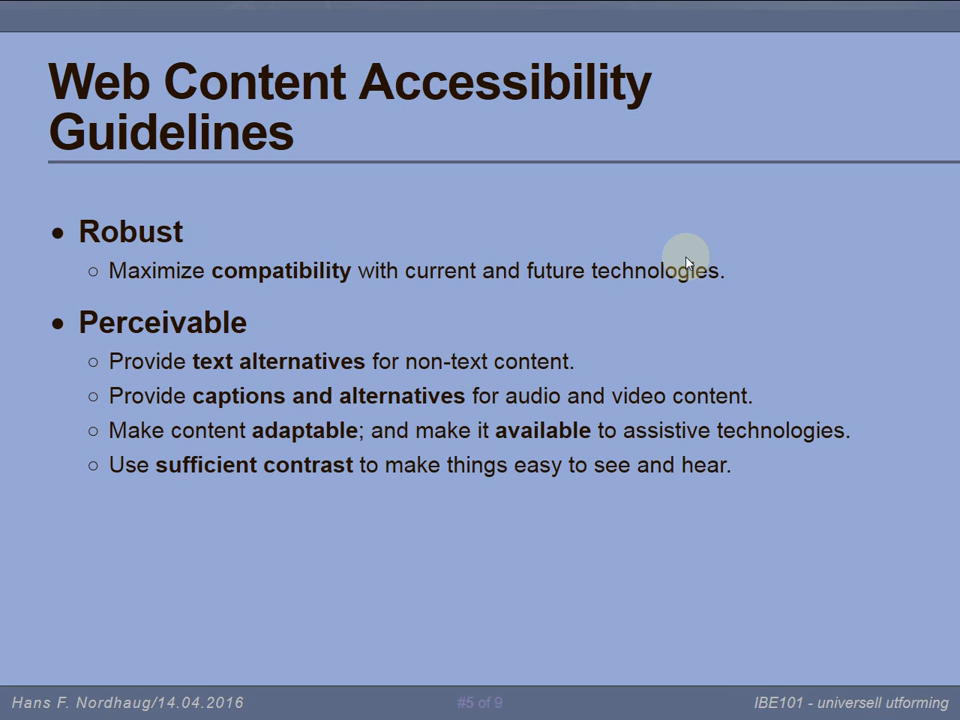 Web Content Accessibility
Guidelines
• Robust
○ Maximize compatibility with current and future technologies.
• Perceivable
○ Provide text alternatives for non-text content.
○ Provide captions and alternatives for audio and video content.
○ Make content adaptable; and make it available to assistive technologies.
○ Use sufficient contrast to make things easy to see and hear.
Hans F. Nordhaug/14.04.2016 #5 of 9 IBE101 - universell utforming